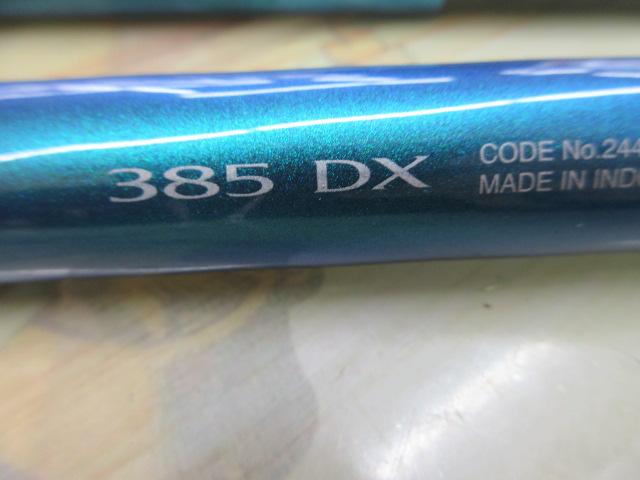 385 DX
CODE No.244
MADE IN INDO